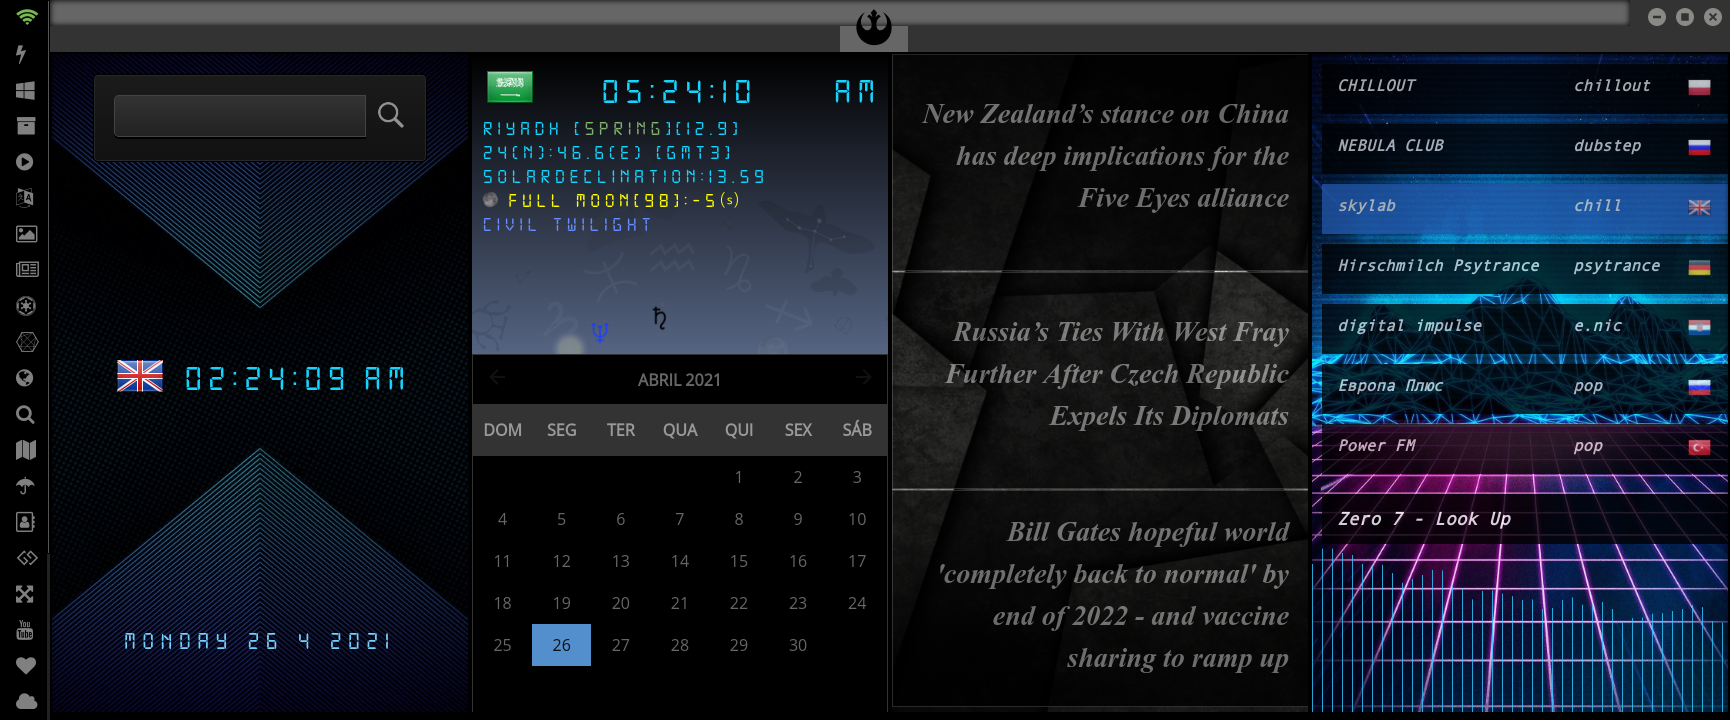 02:24:09 AM
MONDAY 26 4 2021
05:24:10 AM
RIYADH [SPRING][12.9]
24(N):46.6(E) [GMT3]
SOLARDECLINATION:13.59
FULL MOON[98]:-5(s)
CIVIL TWILIGHT
ABRIL 2021
DOM SEG TER QUA QUI SEX SÁB
1 2 3
4 5 6 7 8 9 10
11 12 13 14 15 16 17
18 19 20 21 22 23 24
25 26 27 28 29 30
New Zealand’s stance on China
has deep implications for the
Five Eyes alliance
Russia’s Ties With West Fray
Further After Czech Republic
Expels Its Diplomats
Bill Gates hopeful world
'completely back to normal' by
end of 2022 - and vaccine
sharing to ramp up
CHILLOUT chillout
NEBULA CLUB dubstep
skylab chill
Hirschmilch Psytrance psytrance
digital impulse e.nic
Европа Плюс pop
Power FM pop
Zero 7 - Look Up
You
Tube